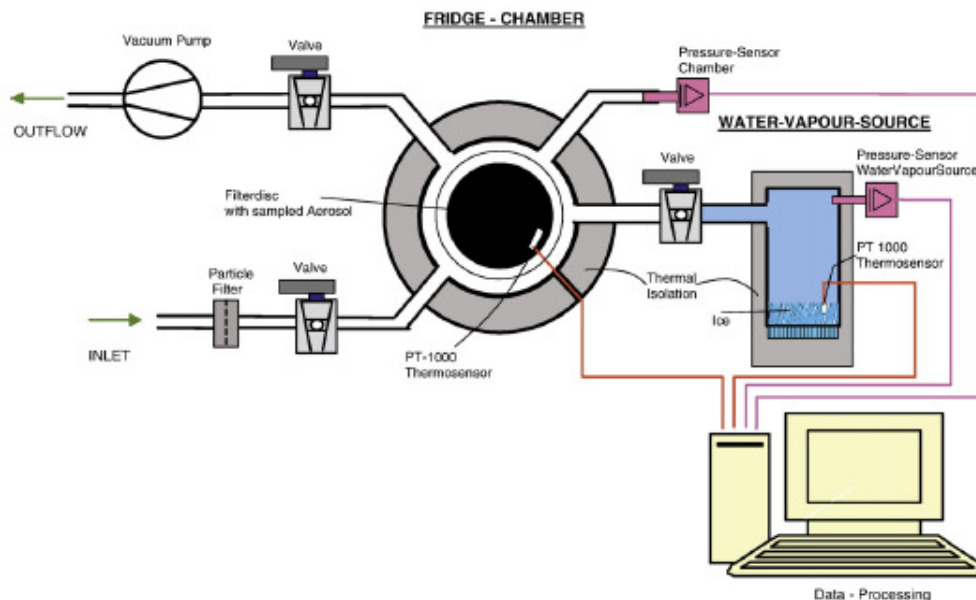 FRIDGE - CHAMBER
Vacuum Pump
Valve
Pressure-Sensor
Chamber
OUTFLOW
WATER-VAPOUR-SOURCE
Valve
Pressure-Sensor
WaterVapourSource
Filterdisc
with sampled Aerosol
PT 1000
Thermosensor
Particle
Filter
Valve
Thermal
Isolation
Ice
INLET
PT-1000
Thermosensor
Data - Processing